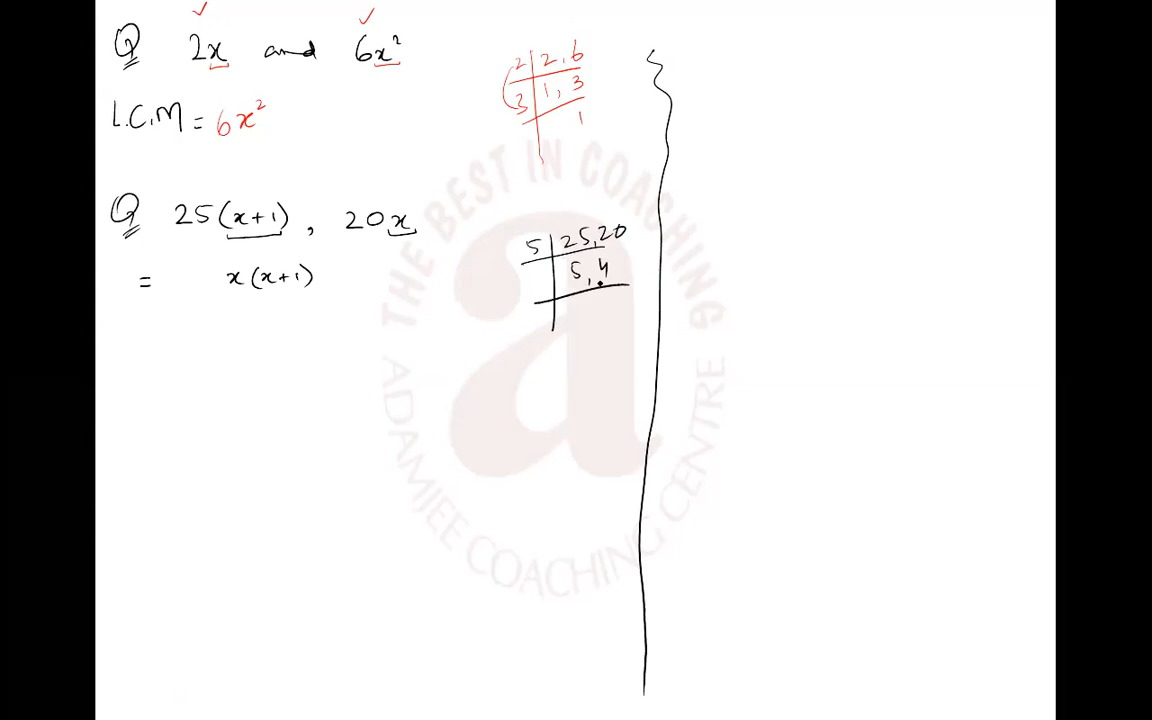 Q 2x and 6x²
L.C.M = 6x²
2 | 2, 6
3 | 1, 3
1
Q 25(x+1) , 20x
= x(x+1)
5 | 25, 20
5, 4
THE BEST IN COACHING
a
ADAMJEE COACHING CENTRE